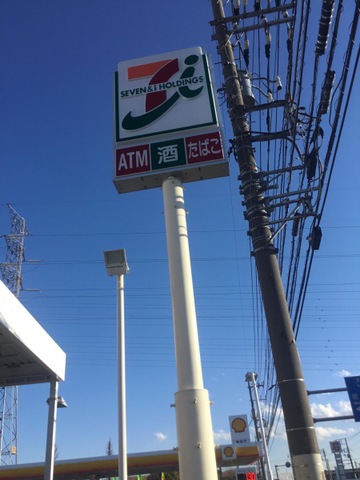 SEVEN & i HOLDINGS
ATM 酒 たばこ